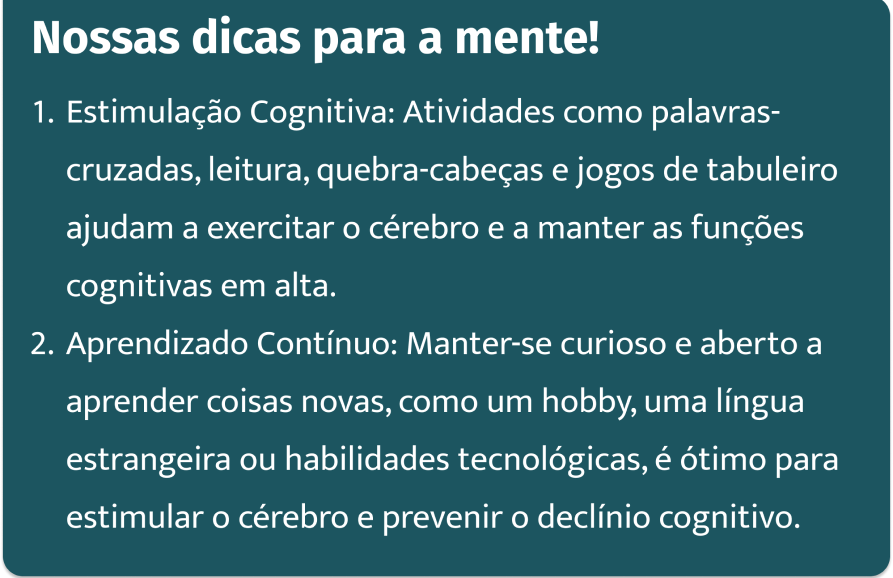 Nossas dicas para a mente!
1. Estimulação Cognitiva: Atividades como palavras-
cruzadas, leitura, quebra-cabeças e jogos de tabuleiro
ajudam a exercitar o cérebro e a manter as funções
cognitivas em alta.
2. Aprendizado Contínuo: Manter-se curioso e aberto a
aprender coisas novas, como um hobby, uma língua
estrangeira ou habilidades tecnológicas, é ótimo para
estimular o cérebro e prevenir o declínio cognitivo.